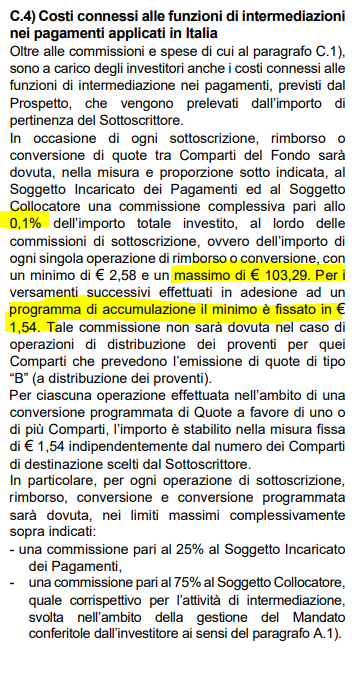 C.4) Costi connessi alle funzioni di intermediazioni
nei pagamenti applicati in Italia
Oltre alle commissioni e spese di cui al paragrafo C.1),
sono a carico degli investitori anche i costi connessi alle
funzioni di intermediazione nei pagamenti, previsti dal
Prospetto, che vengono prelevati dall'importo di
pertinenza del Sottoscrittore.
In occasione di ogni sottoscrizione, rimborso o
conversione di quote tra Comparti del Fondo sarà
dovuta, nella misura e proporzione sotto indicata, al
Soggetto Incaricato dei Pagamenti ed al Soggetto
Collocatore una commissione complessiva pari allo
0,1% dell'importo totale investito, al lordo delle
commissioni di sottoscrizione, ovvero dell'importo di
ogni singola operazione di rimborso o conversione, con
un minimo di € 2,58 e un massimo di € 103,29. Per i
versamenti successivi effettuati in adesione ad un
programma di accumulazione il minimo è fissato in €
1,54. Tale commissione non sarà dovuta nel caso di
operazioni di distribuzione dei proventi per quei
Comparti che prevedono l'emissione di quote di tipo
"B" (a distribuzione dei proventi).
Per ciascuna operazione effettuata nell'ambito di una
conversione programmata di Quote a favore di uno o
di più Comparti, l'importo è stabilito nella misura fissa
di € 1,54 indipendentemente dal numero dei Comparti
di destinazione scelti dal Sottoscrittore.
In particolare, per ogni operazione di sottoscrizione,
rimborso, conversione e conversione programmata
sarà dovuta, nei limiti massimi complessivamente
sopra indicati:
- una commissione pari al 25% al Soggetto Incaricato
dei Pagamenti,
- una commissione pari al 75% al Soggetto Collocatore,
quale corrispettivo per l'attività di intermediazione,
svolta nell'ambito della gestione del Mandato
conferitole dall'investitore ai sensi del paragrafo A.1).